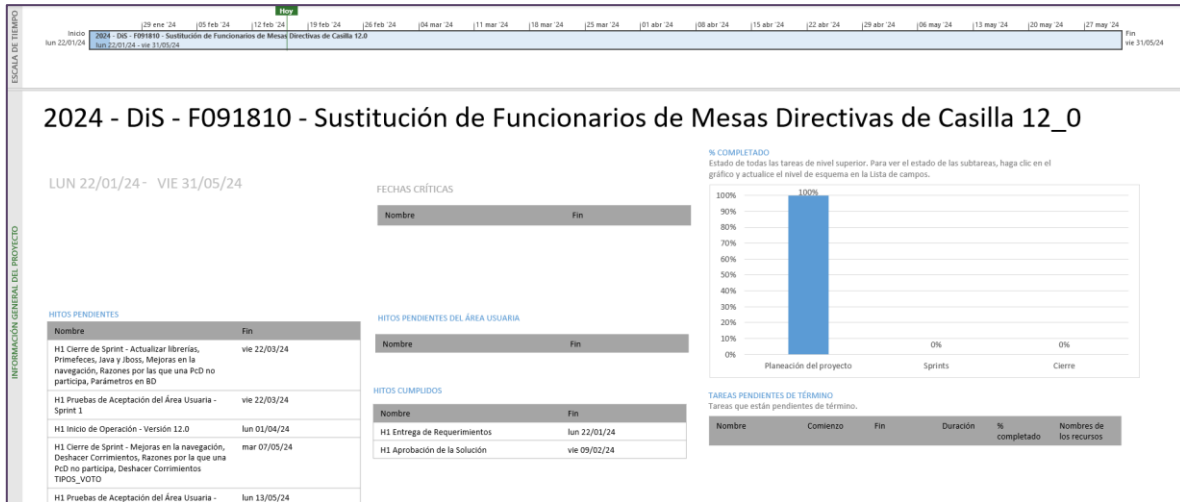 Hoy
29 ene '24 05 feb '24 12 feb '24 19 feb '24 26 feb '24 04 mar '24 11 mar '24 18 mar '24 25 mar '24 01 abr '24 08 abr '24 15 abr '24 22 abr '24 29 abr '24 06 may '24 13 may '24 20 may '24 27 may '24
ESCALA DE TIEMPO
Inicio
lun 22/01/24
2024 - DiS - F091810 - Sustitución de Funcionarios de Mesas Directivas de Casilla 12.0
lun 22/01/24 - vie 31/05/24
Fin
vie 31/05/24
INFORMACIÓN GENERAL DEL PROYECTO
2024 - DiS - F091810 - Sustitución de Funcionarios de Mesas Directivas de Casilla 12_0
LUN 22/01/24 - VIE 31/05/24
HITOS PENDIENTES
Nombre Fin
H1 Cierre de Sprint - Actualizar librerías, vie 22/03/24
Primefeces, Java y Jboss, Mejoras en la
navegación, Razones por las que una PcD no
participa, Parámetros en BD
H1 Pruebas de Aceptación del Área Usuaria - vie 22/03/24
Sprint 1
H1 Inicio de Operación - Versión 12.0 lun 01/04/24
H1 Cierre de Sprint - Mejoras en la navegación, mar 07/05/24
Deshacer Corrimientos, Razones por la que una
PcD no participa, Deshacer Corrimientos
TIPOS_VOTO
H1 Pruebas de Aceptación del Área Usuaria - lun 13/05/24
FECHAS CRÍTICAS
Nombre Fin
HITOS PENDIENTES DEL ÁREA USUARIA
Nombre Fin
HITOS CUMPLIDOS
Nombre Fin
H1 Entrega de Requerimientos lun 22/01/24
H1 Aprobación de la Solución vie 09/02/24
% COMPLETADO
Estado de todas las tareas de nivel superior. Para ver el estado de las subtareas, haga clic en el
gráfico y actualice el nivel de esquema en la Lista de campos.
100%
90%
80%
70%
60%
50%
40%
30%
20%
10%
0%
100%
0%
0%
Planeación del proyecto Sprints Cierre
TAREAS PENDIENTES DE TÉRMINO
Tareas que están pendientes de término.
Nombre Comienzo Fin Duración % Nombres de
completado los recursos